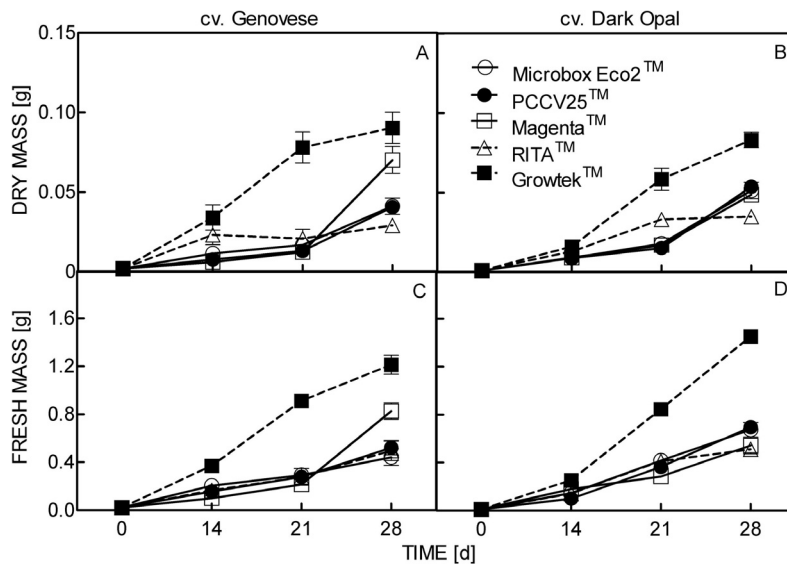 cv. Genovese
cv. Dark Opal
0.15
0.10
0.05
0
DRY MASS [g]
A
B
Microbox Eco2™
PCCV25™
Magenta™
RITA™
Growtek™
1.6
1.2
0.8
0.4
0.0
FRESH MASS [g]
C
D
0 14 21 28
0 14 21 28
TIME [d]